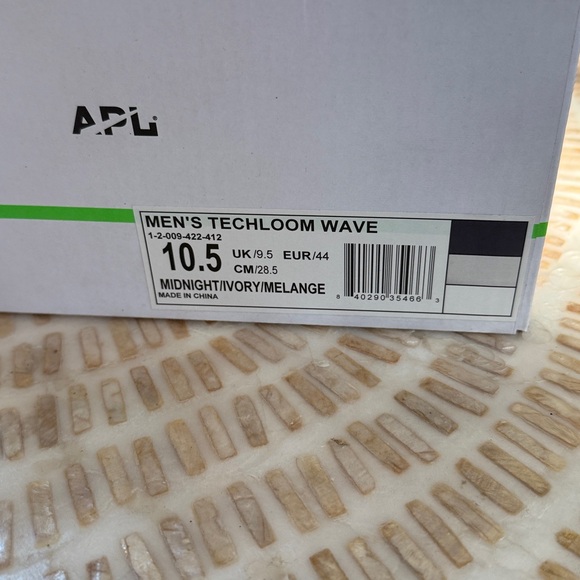 APL
MEN'S TECHLOOM WAVE
1-2-009-422-412
10.5 UK/9.5 EUR/44
CM/28.5
MIDNIGHT/IVORY/MELANGE
MADE IN CHINA
8 40290 35466 3